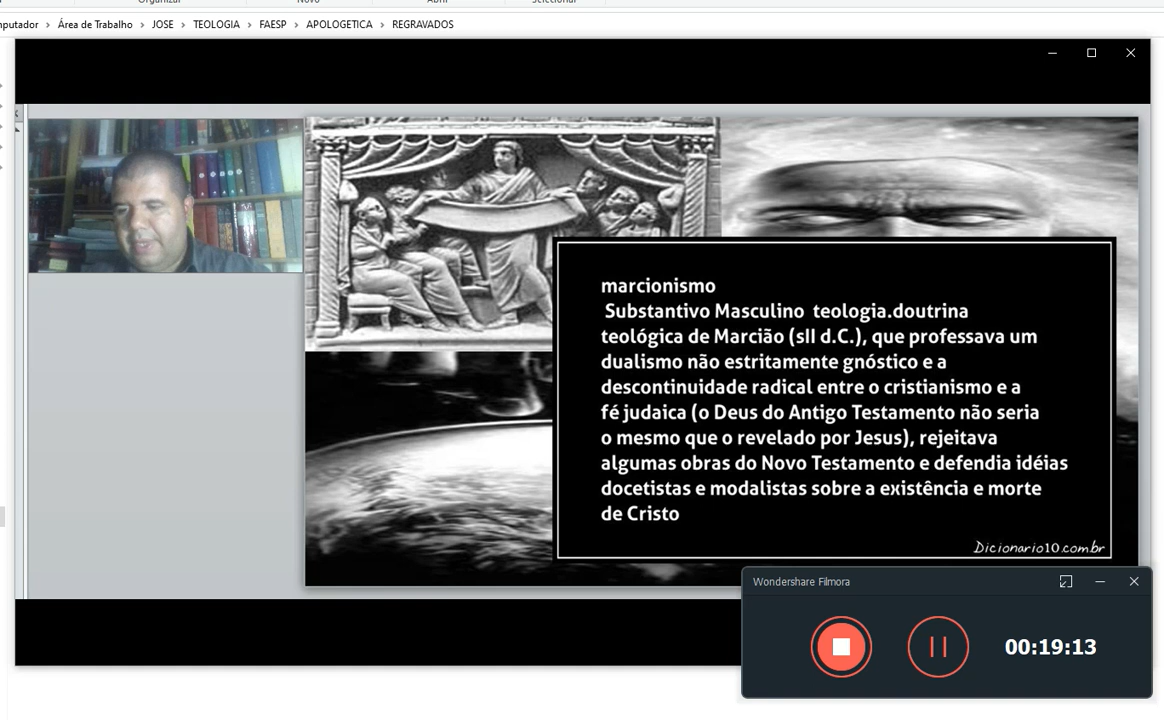 Área de Trabalho > JOSE > TEOLOGIA > FAESP > APOLOGETICA > REGRAVADOS
marcionismo
Substantivo Masculino teologia.doutrina
teológica de Marcião (sII d.C.), que professava um
dualismo não estritamente gnóstico e a
descontinuidade radical entre o cristianismo e a
fé judaica (o Deus do Antigo Testamento não seria
o mesmo que o revelado por Jesus), rejeitava
algumas obras do Novo Testamento e defendia idéias
docetistas e modalistas sobre a existência e morte
de Cristo
Dicionario10.combr
Wondershare Filmora
00:19:13